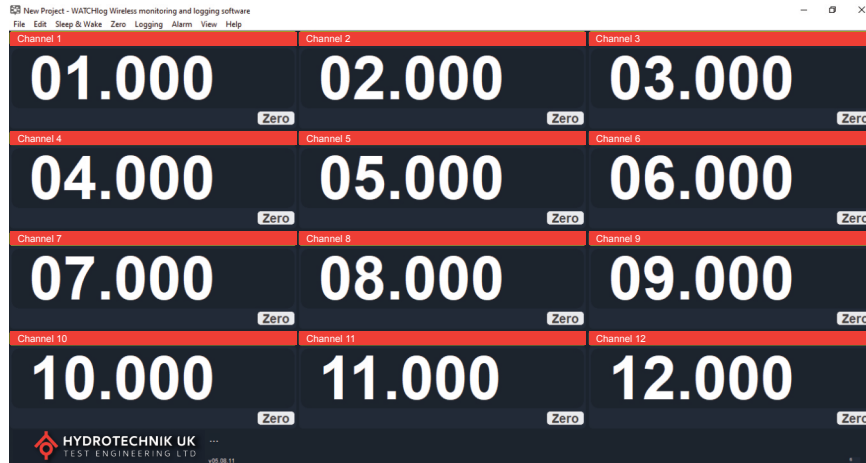 New Project - WATCHlog Wireless monitoring and logging software
File Edit Sleep & Wake Zero Logging Alarm View Help
Channel 1 Channel 2 Channel 3
01.000 02.000 03.000
Zero Zero Zero
Channel 4 Channel 5 Channel 6
04.000 05.000 06.000
Zero Zero Zero
Channel 7 Channel 8 Channel 9
07.000 08.000 09.000
Zero Zero Zero
Channel 10 Channel 11 Channel 12
10.000 11.000 12.000
Zero Zero Zero
HYDROTECHNIK UK ...
TEST ENGINEERING LTD
v05.08.11